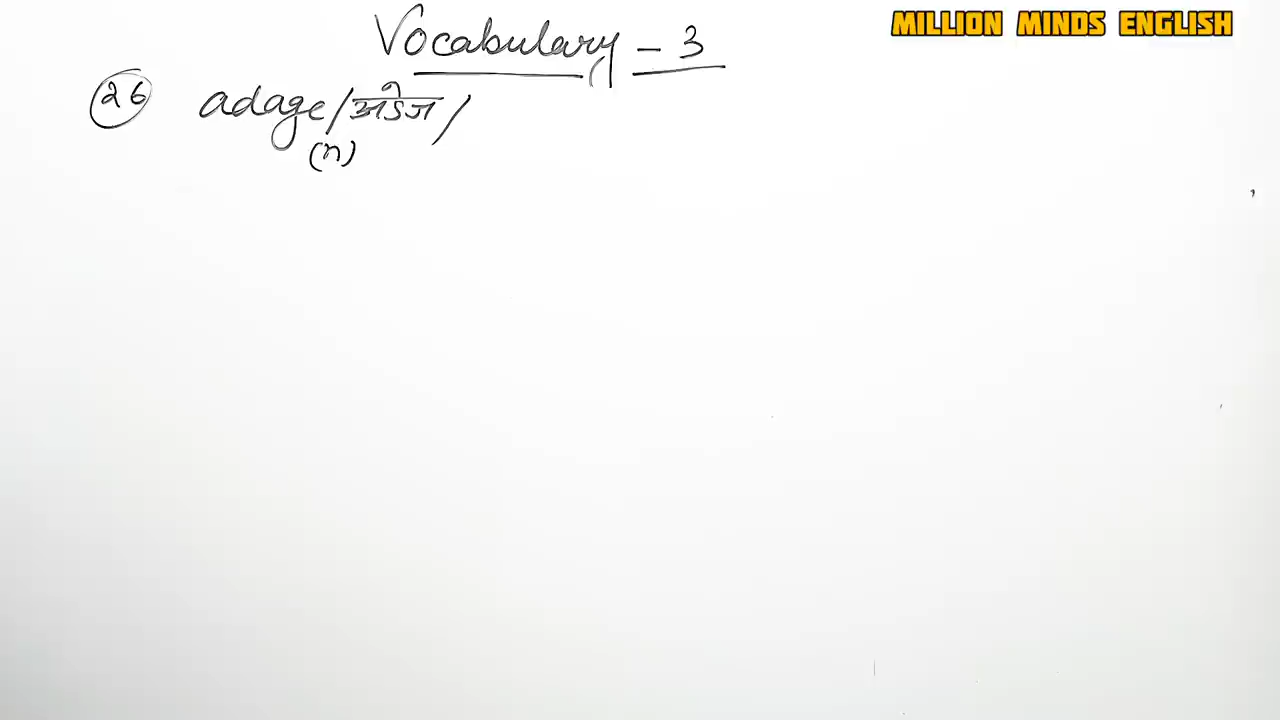 MILLION MINDS ENGLISH
Vocabulary - 3
26 adage /अडेज/
(n)